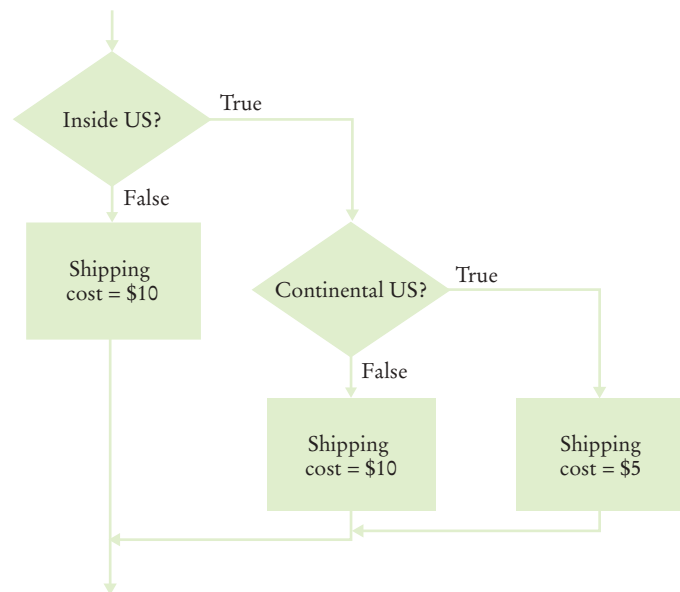 True
Inside US?
False
Shipping
cost = $10
True
Continental US?
False
Shipping
cost = $10
Shipping
cost = $5